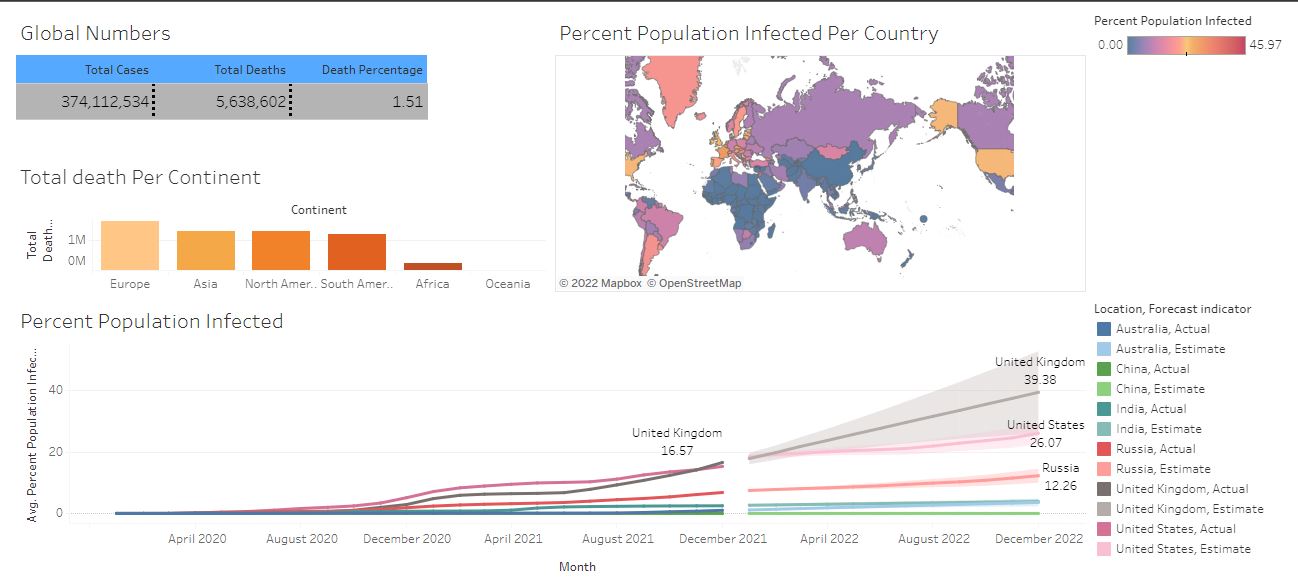 Global Numbers
Total Cases Total Deaths Death Percentage
374,112,534 5,638,602 1.51
Total death Per Continent
Continent
Total
Death..
1M
0M
Europe Asia North Amer.. South Amer.. Africa Oceania
Percent Population Infected Per Country
© 2022 Mapbox © OpenStreetMap
Percent Population Infected
0.00 45.97
Percent Population Infected
Avg. Percent Population Infec...
40
20
0
United Kingdom
16.57
United Kingdom
39.38
United States
26.07
Russia
12.26
April 2020 August 2020 December 2020 April 2021 August 2021 December 2021 April 2022 August 2022 December 2022
Month
Location, Forecast indicator
Australia, Actual
Australia, Estimate
China, Actual
China, Estimate
India, Actual
India, Estimate
Russia, Actual
Russia, Estimate
United Kingdom, Actual
United Kingdom, Estimate
United States, Actual
United States, Estimate